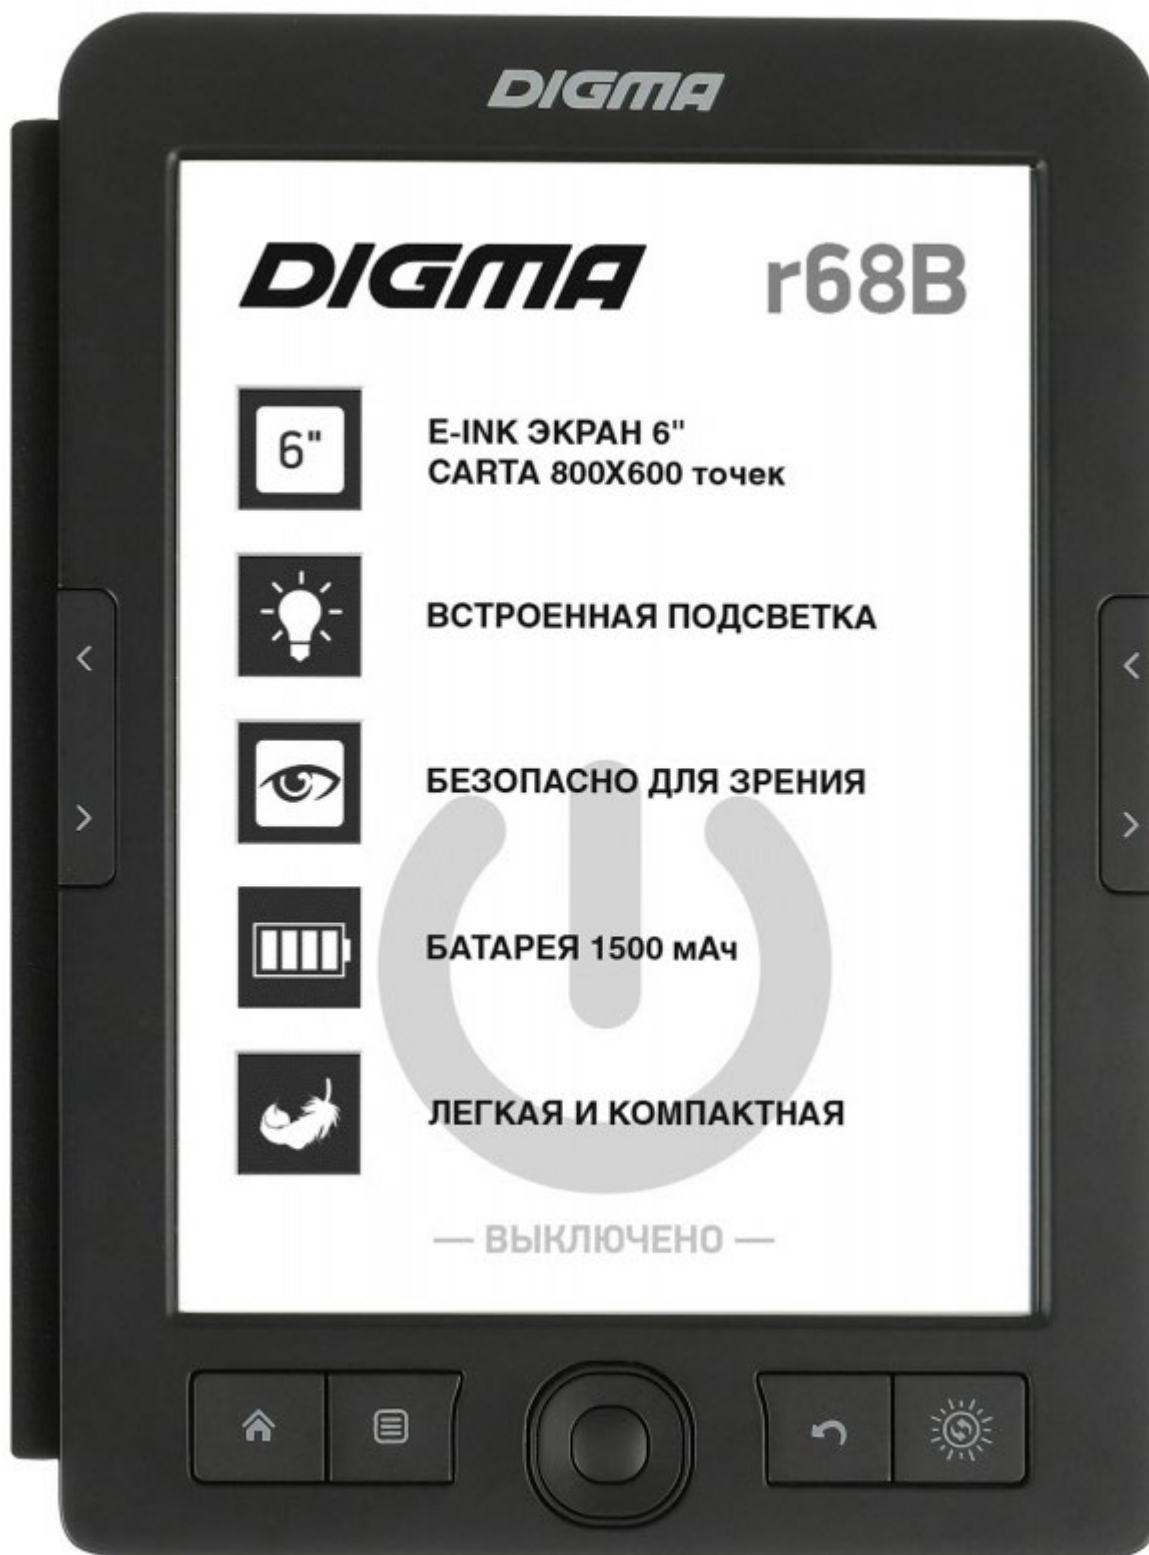 DIGMA
DIGMA r68B
6"
E-INK ЭКРАН 6"
CARTA 800X600 точек
ВСТРОЕННАЯ ПОДСВЕТКА
БЕЗОПАСНО ДЛЯ ЗРЕНИЯ
БАТАРЕЯ 1500 мАч
ЛЕГКАЯ И КОМПАКТНАЯ
— ВЫКЛЮЧЕНО —